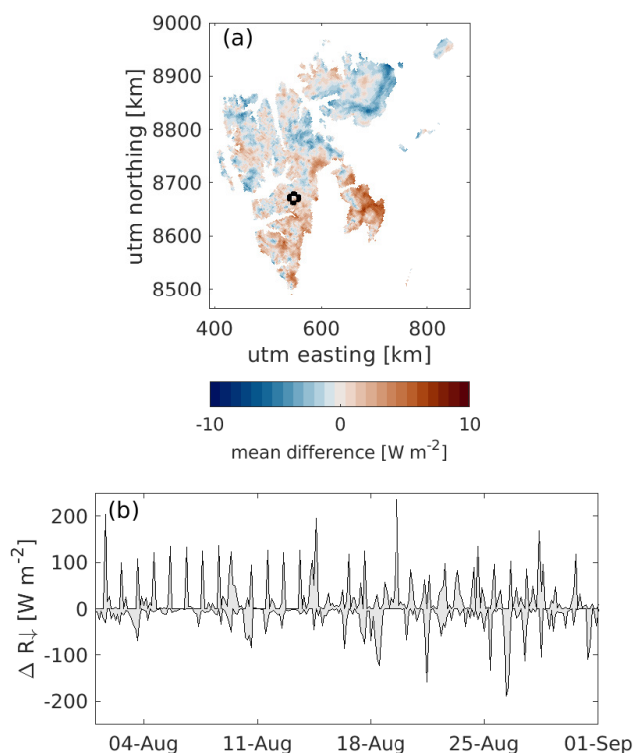 (a)
9000
8900
8800
8700
8600
8500
utm northing [km]
400 600 800
utm easting [km]
-10 0 10
mean difference [W m⁻²]
(b)
200
100
0
-100
-200
Δ R↓ [W m⁻²]
04-Aug 11-Aug 18-Aug 25-Aug 01-Sep